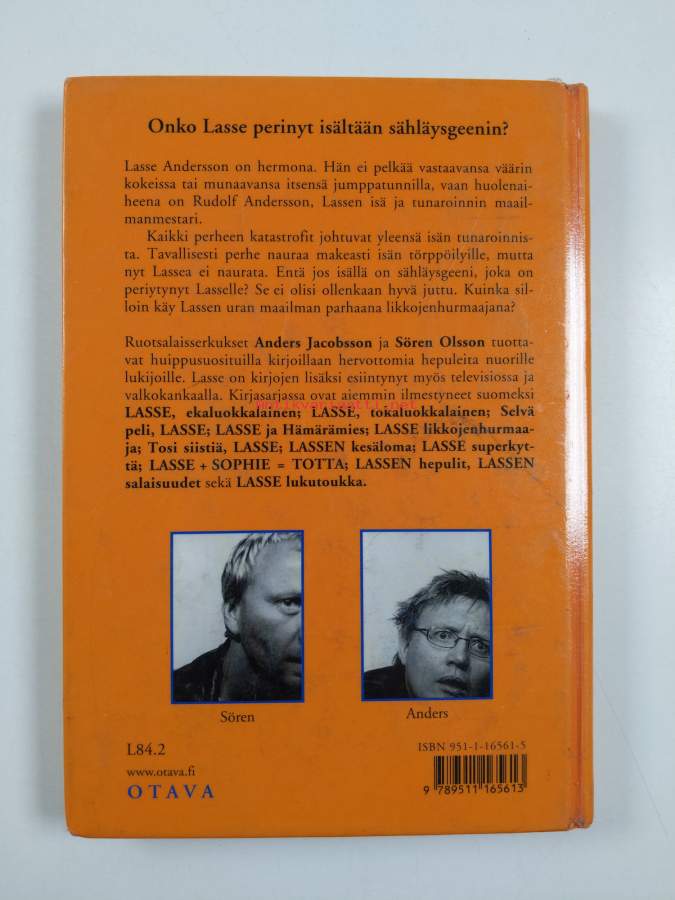 Onko Lasse perinyt isältään sähläysgeenin?
Lasse Andersson on hermona. Hän ei pelkää vastaavansa väärin
kokeissa tai munaavansa itsensä jumppatunnilla, vaan huolenai-
heena on Rudolf Andersson, Lassen isä ja tunaroinnin maail-
manmestari.
Kaikki perheen katastrofit johtuvat yleensä isän tunaroinnis-
ta. Tavallisesti perhe nauraa makeasti isän törppöilyille, mutta
nyt Lassea ei naurata. Entä jos isällä on sähläysgeeni, joka on
periytynyt Lasselle? Se ei olisi ollenkaan hyvä juttu. Kuinka sil-
loin käy Lassen uran maailman parhaana likkojenhurmaajana?
Ruotsalaisserkukset Anders Jacobsson ja Sören Olsson tuotta-
vat huippusuosituilla kirjoillaan hervottomia hepuleita nuorille
lukijoille. Lasse on kirjojen lisäksi esiintynyt myös televisiossa ja
valkokankaalla. Kirjasarjassa ovat aiemmin ilmestyneet suomeksi
antikvariaatti.net
LASSE, ekaluokkalainen; LASSE, tokaluokkalainen; Selvä
peli, LASSE; LASSE ja Hämärämies; LASSE likkojenhurmaa-
ja; Tosi siistiä, LASSE; LASSEN kesäloma; LASSE superkyt-
tä; LASSE + SOPHIE = TOTTA; LASSEN hepulit, LASSEN
salaisuudet sekä LASSE lukutoukka.
Sören
Anders
L84.2
www.otava.fi
OTAVA
ISBN 951-1-16561-5
9 789511 165613